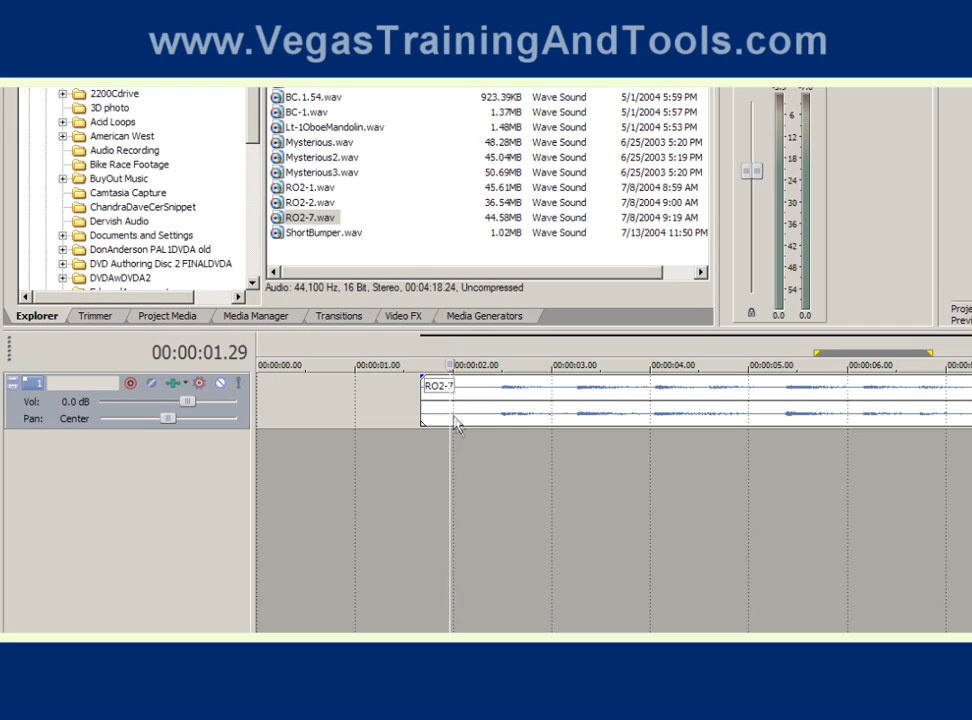 www.VegasTrainingAndTools.com
2200Cdrive
3D photo
Acid Loops
American West
Audio Recording
Bike Race Footage
BuyOut Music
Camtasia Capture
ChandraDaveCerSnippet
Dervish Audio
Documents and Settings
DonAnderson PAL1DVDA old
DVD Authoring Disc 2 FINALDVDA
DVDAwDVDA2
BC.1.54.wav 923.39KB Wave Sound 5/1/2004 5:59 PM
BC-1.wav 1.37MB Wave Sound 5/1/2004 5:57 PM
Lt-1OboeMandolin.wav 1.48MB Wave Sound 5/1/2004 5:53 PM
Mysterious.wav 48.28MB Wave Sound 6/25/2003 5:20 PM
Mysterious2.wav 45.04MB Wave Sound 6/25/2003 5:19 PM
Mysterious3.wav 50.69MB Wave Sound 6/25/2003 5:20 PM
RO2-1.wav 45.61MB Wave Sound 7/8/2004 8:59 AM
RO2-2.wav 36.54MB Wave Sound 7/8/2004 9:00 AM
RO2-7.wav 44.58MB Wave Sound 7/8/2004 9:19 AM
ShortBumper.wav 1.02MB Wave Sound 7/13/2004 11:50 PM
Audio: 44,100 Hz, 16 Bit, Stereo, 00:04:18.24, Uncompressed
6
12
18
24
30
36
42
48
54
0.0 0.0
Explorer Trimmer Project Media Media Manager Transitions Video FX Media Generators
00:00:01.29
00:00:00.00 00:00:01.00 00:00:02.00 00:00:03.00 00:00:04.00 00:00:05.00 00:00:06.00
1
RO2-7
Vol: 0.0 dB
Pan: Center